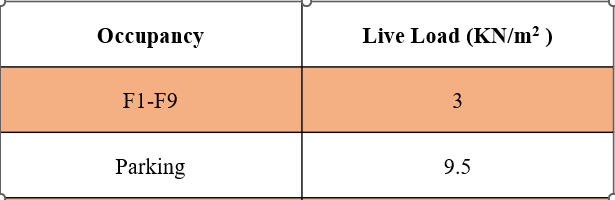 Occupancy Live Load (KN/m² )
F1-F9 3
Parking 9.5